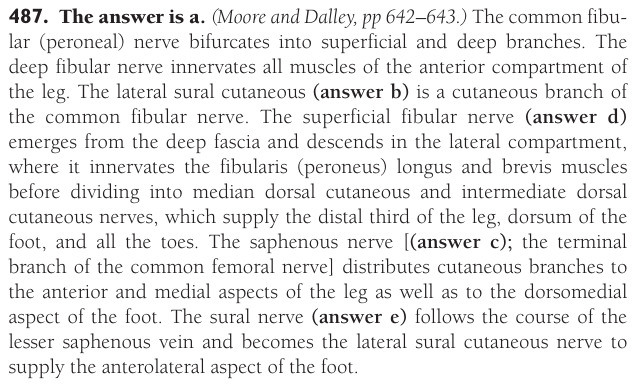 487. The answer is a. (Moore and Dalley, pp 642–643.) The common fibu-
lar (peroneal) nerve bifurcates into superficial and deep branches. The
deep fibular nerve innervates all muscles of the anterior compartment of
the leg. The lateral sural cutaneous (answer b) is a cutaneous branch of
the common fibular nerve. The superficial fibular nerve (answer d)
emerges from the deep fascia and descends in the lateral compartment,
where it innervates the fibularis (peroneus) longus and brevis muscles
before dividing into median dorsal cutaneous and intermediate dorsal
cutaneous nerves, which supply the distal third of the leg, dorsum of the
foot, and all the toes. The saphenous nerve [(answer c); the terminal
branch of the common femoral nerve] distributes cutaneous branches to
the anterior and medial aspects of the leg as well as to the dorsomedial
aspect of the foot. The sural nerve (answer e) follows the course of the
lesser saphenous vein and becomes the lateral sural cutaneous nerve to
supply the anterolateral aspect of the foot.